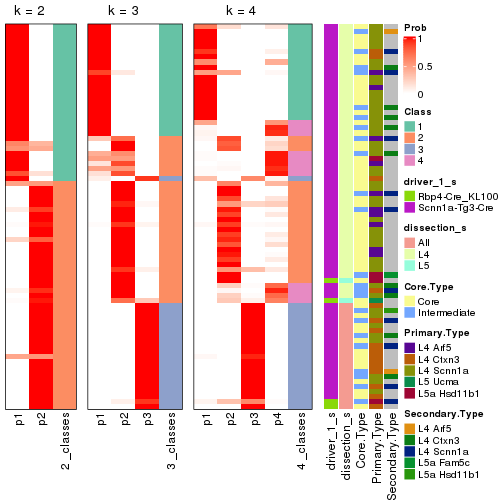 k = 2
k = 3
k = 4
p1
p2
2_classes
p1
p2
p3
3_classes
p1
p2
p3
p4
4_classes
driver_1_s
dissection_s
Core.Type
Primary.Type
Secondary.Type
Prob
1
0.5
0
Class
1
2
3
4
driver_1_s
Rbp4-Cre_KL100
Scnn1a-Tg3-Cre
dissection_s
All
L4
L5
Core.Type
Core
Intermediate
Primary.Type
L4 Arf5
L4 Ctxn3
L4 Scnn1a
L5 Ucma
L5a Hsd11b1
Secondary.Type
L4 Arf5
L4 Ctxn3
L4 Scnn1a
L5a Fam5c
L5a Hsd11b1